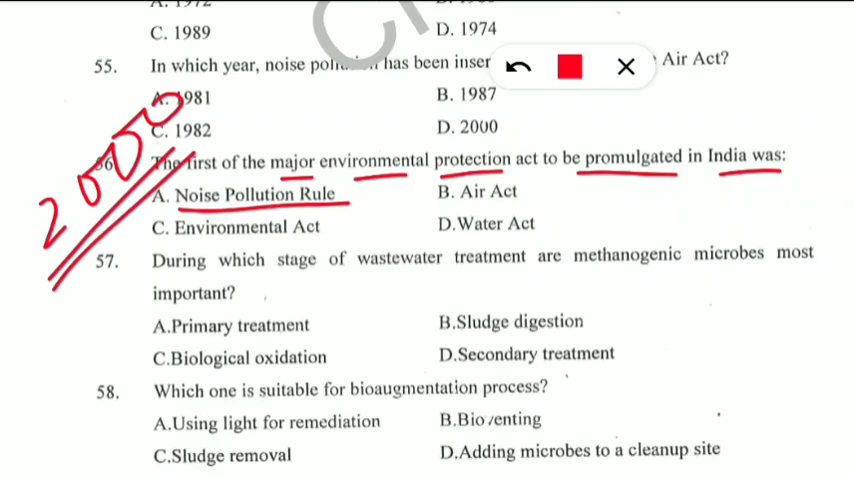 A. 1972
C. 1989 D. 1974
55. In which year, noise has been Air Act?
A. 1981 B. 1987
C. 1982 D. 2000
The first of the major environmental protection act to be promulgated in India was:
A. Noise Pollution Rule B. Air Act
C. Environmental Act D.Water Act
57. During which stage of wastewater treatment are methanogenic microbes most
important?
A.Primary treatment B.Sludge digestion
C.Biological oxidation D.Secondary treatment
58. Which one is suitable for bioaugmentation process?
A.Using light for remediation B.Bioventing
C.Sludge removal D.Adding microbes to a cleanup site